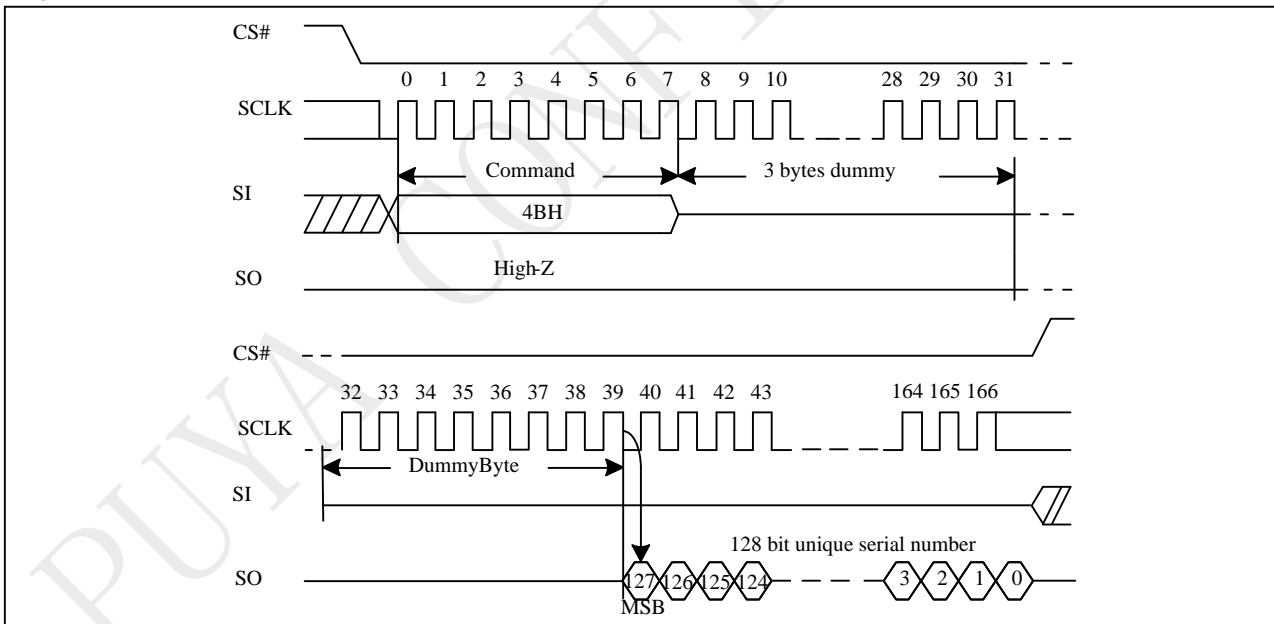 CS#
0 1 2 3 4 5 6 7 8 9 10 28 29 30 31
SCLK
Command 3 bytes dummy
SI
4BH
High-Z
SO
CS#
32 33 34 35 36 37 38 39 40 41 42 43 164 165 166
SCLK
DummyByte
SI
128 bit unique serial number
SO
127 126 125 124 3 2 1 0
MSB
PUYA CONF